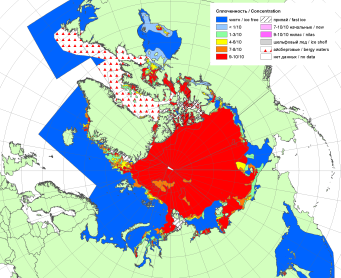 Сплоченность / Concentration
чисто / ice free
< 1/10
1-3/10
4-6/10
7-8/10
9-10/10
припай / fast ice
7-10/10 начальные / new
9-10/10 нилас / nilas
шельфовый лед / ice shelf
айсберговые / bergy waters
нет данных / no data